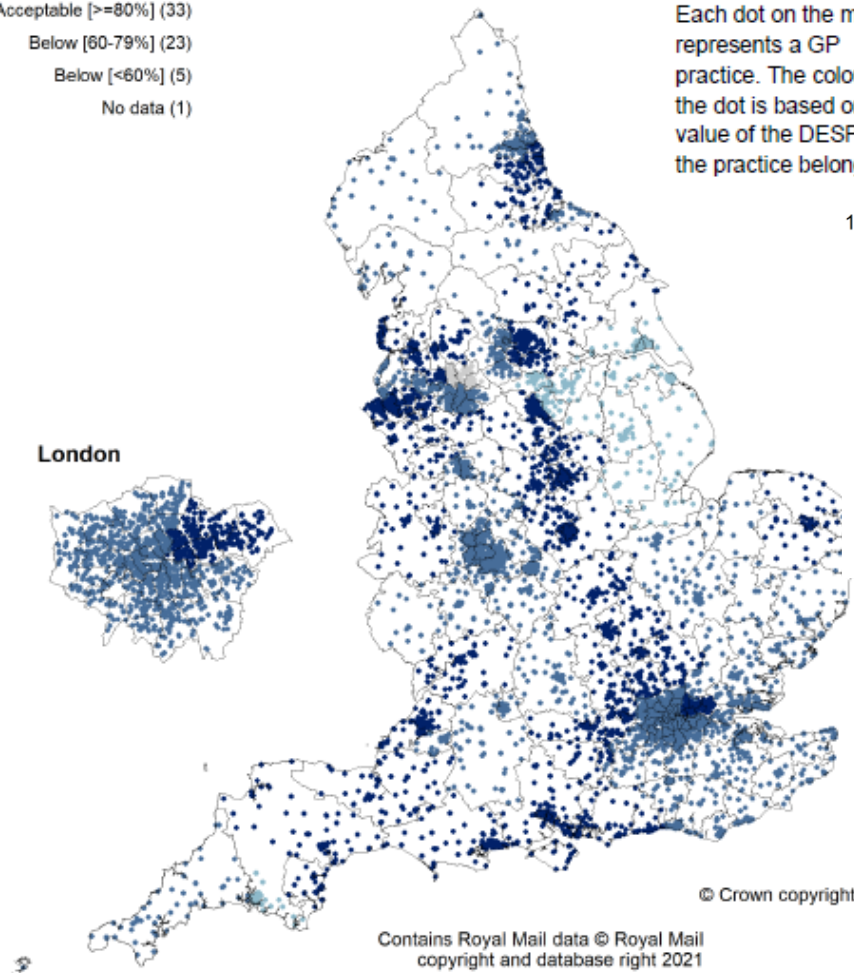 Acceptable [>=80%] (33)
Below [60-79%] (23)
Below [<60%] (5)
No data (1)
Each dot on the m
represents a GP
practice. The colo
the dot is based o
value of the DESP
the practice belon
1
London
© Crown copyright
Contains Royal Mail data © Royal Mail
copyright and database right 2021